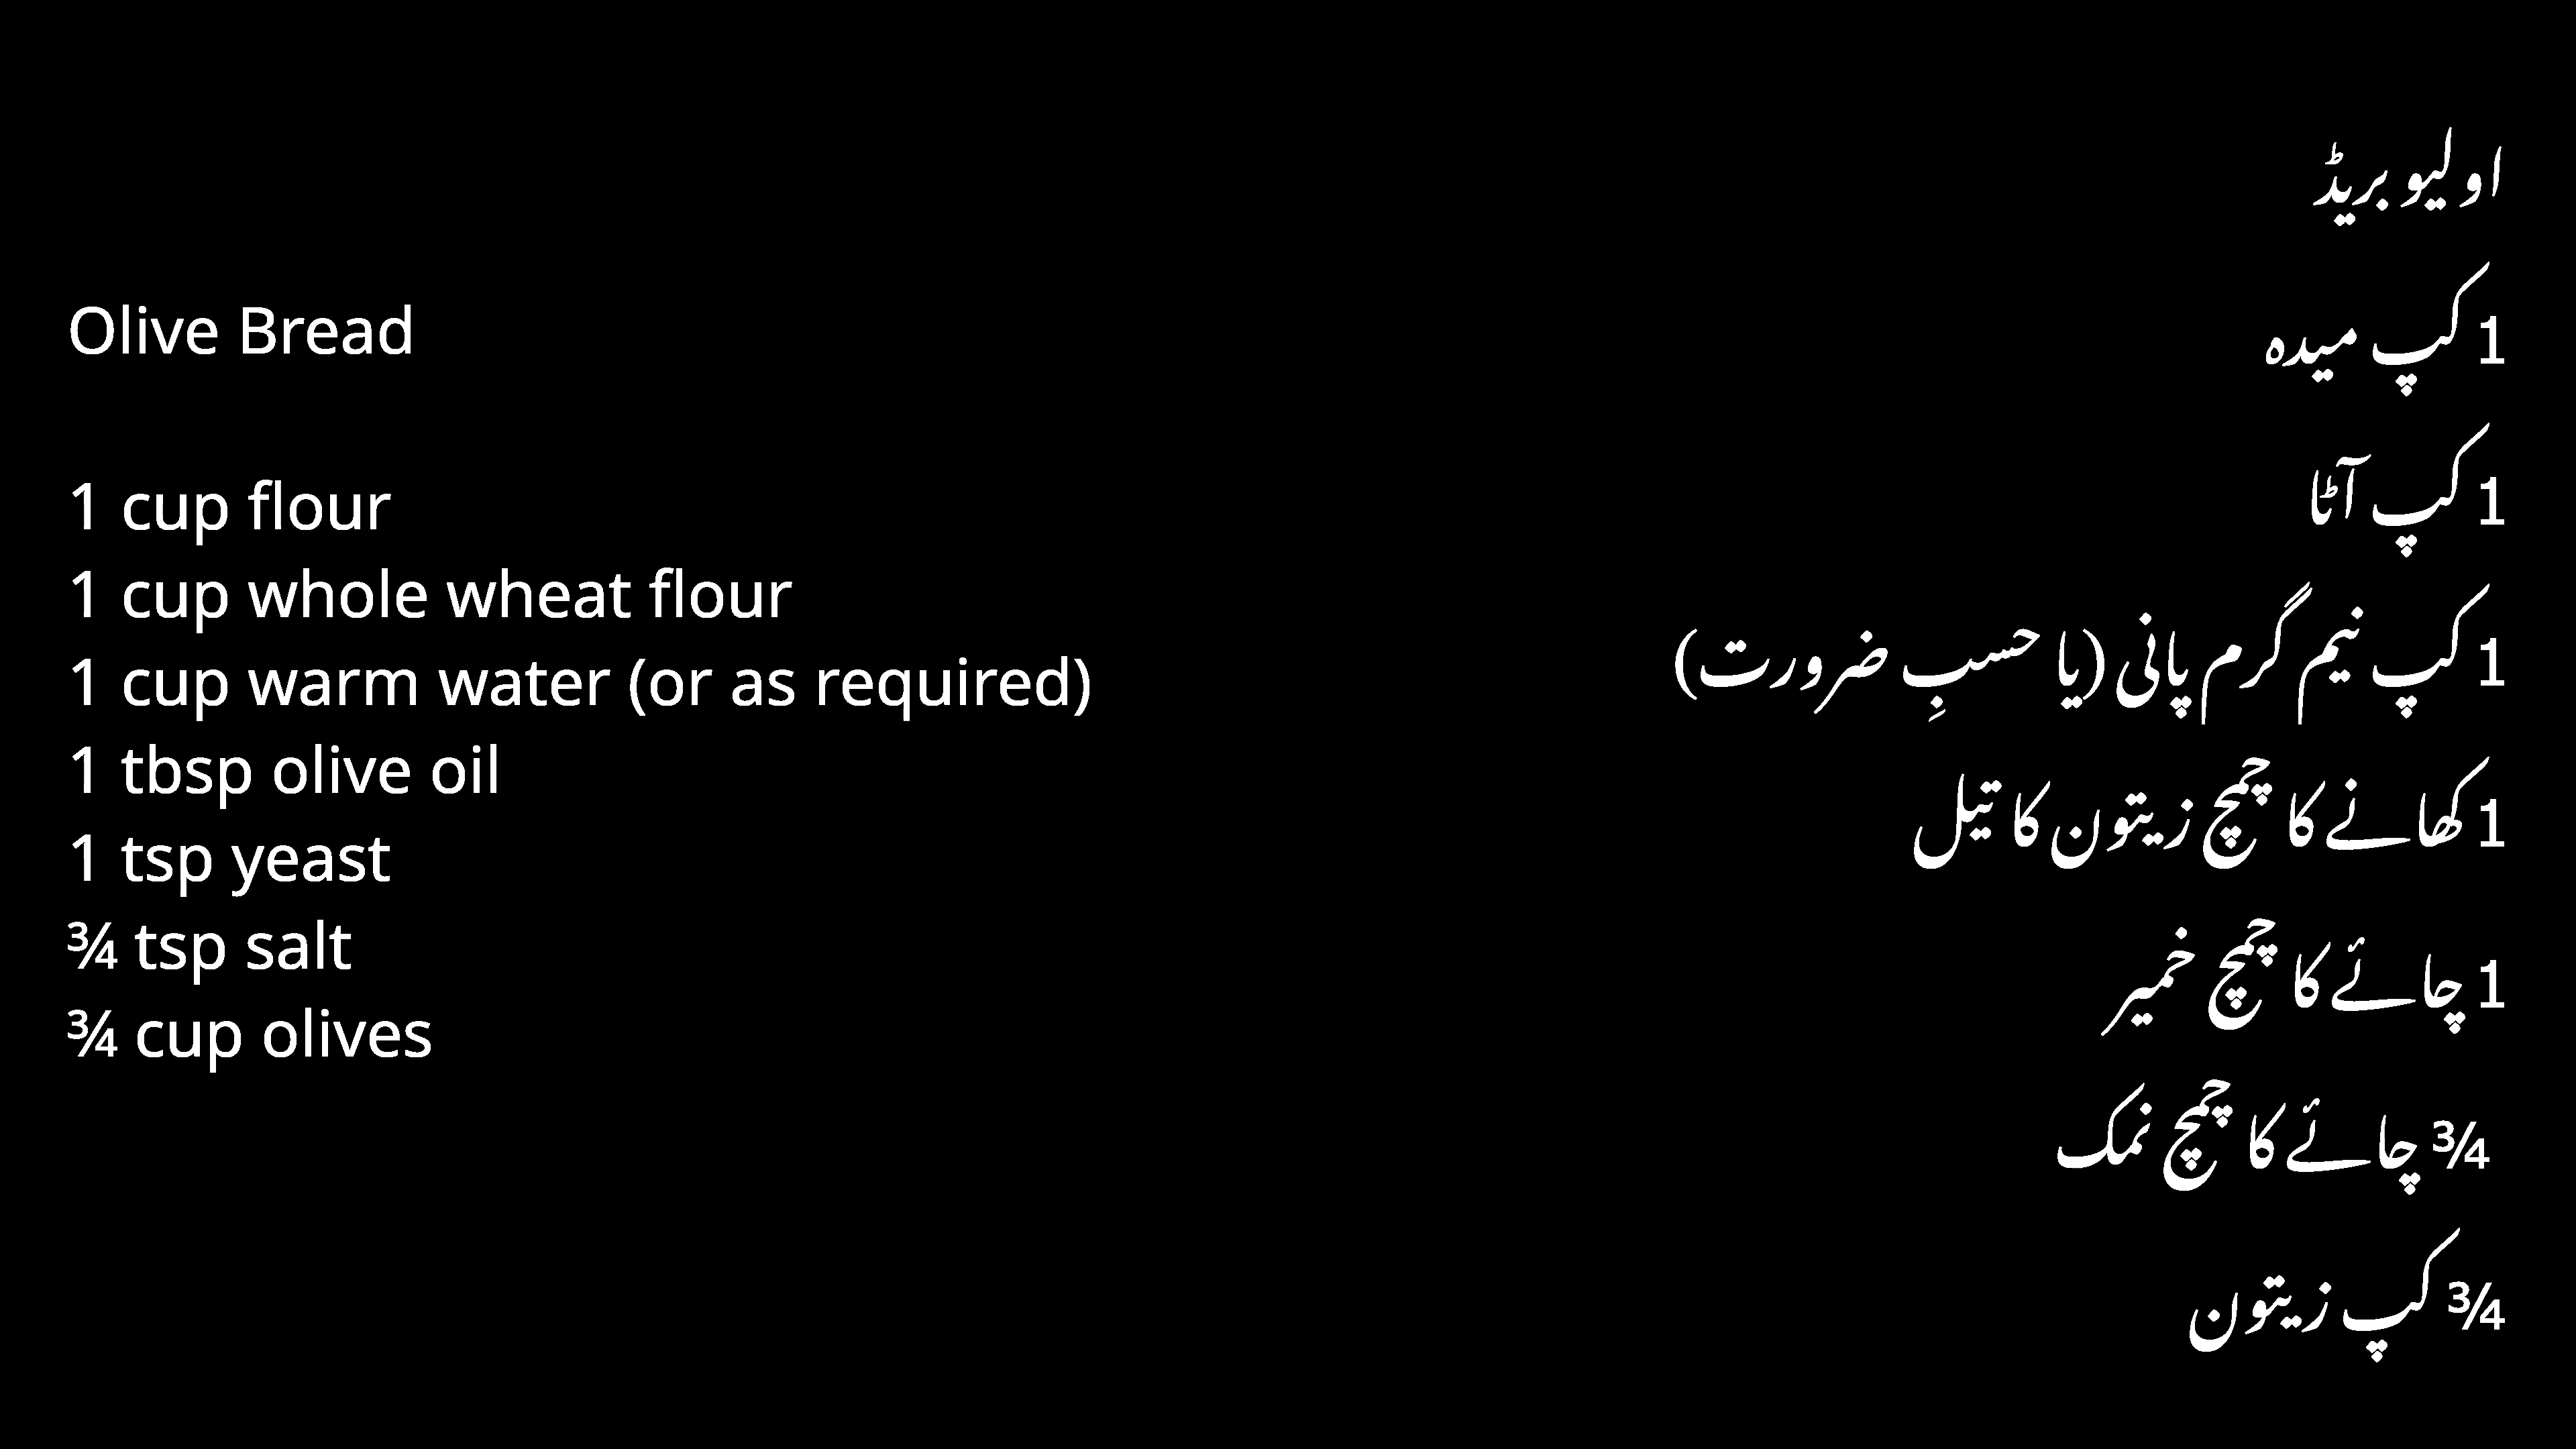 Olive Bread
1 cup flour
1 cup whole wheat flour
1 cup warm water (or as required)
1 tbsp olive oil
1 tsp yeast
¾ tsp salt
¾ cup olives
اولیو بریڈ
1 کپ میدہ
1 کپ آٹا
1 کپ نیم گرم پانی (یا حسبِ ضرورت)
1 کھانے کا چمچ زیتون کا تیل
1 چائے کا چمچ خمیر
¾ چائے کا چمچ نمک
¾ کپ زیتون